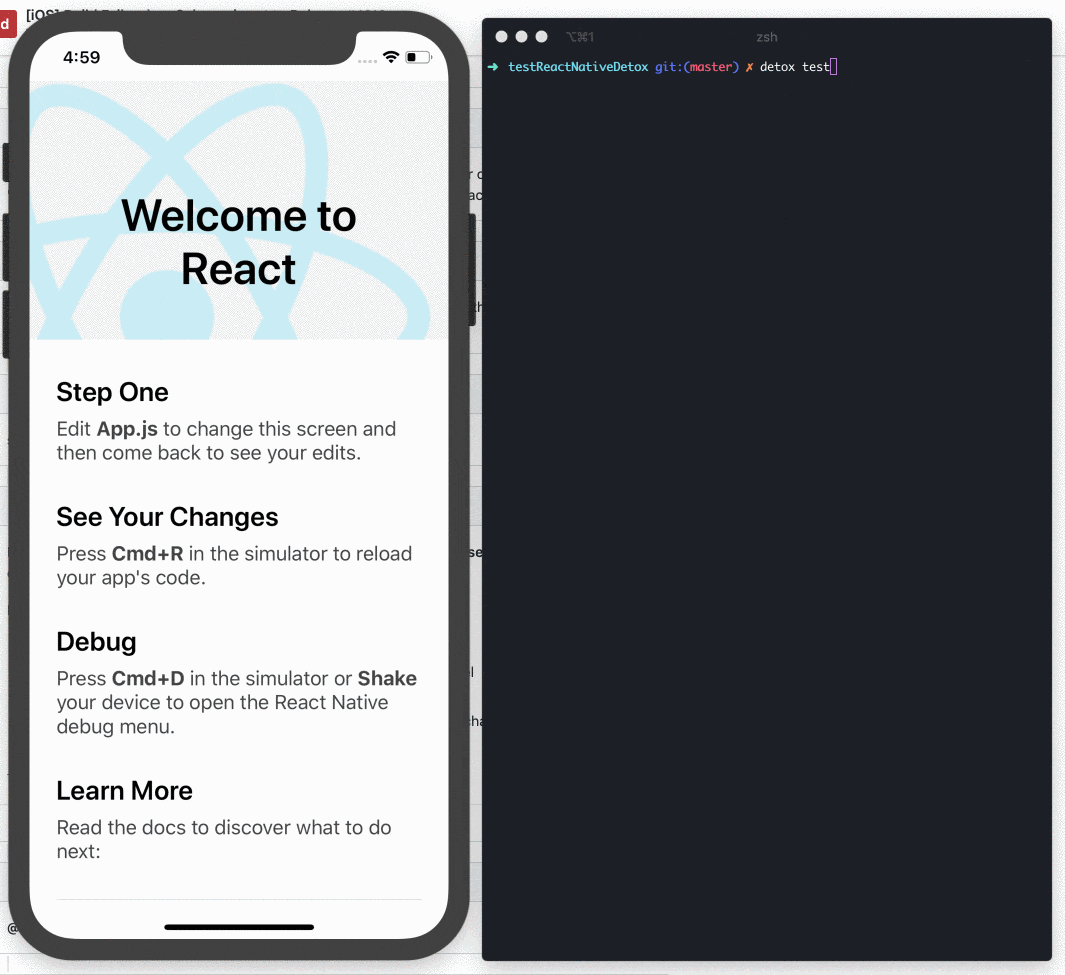 4:59
Welcome to
React
Step One
Edit App.js to change this screen and
then come back to see your edits.
See Your Changes
Press Cmd+R in the simulator to reload
your app's code.
Debug
Press Cmd+D in the simulator or Shake
your device to open the React Native
debug menu.
Learn More
Read the docs to discover what to do
next:
⌥⌘1 zsh
➜ testReactNativeDetox git:(master) ✗ detox test